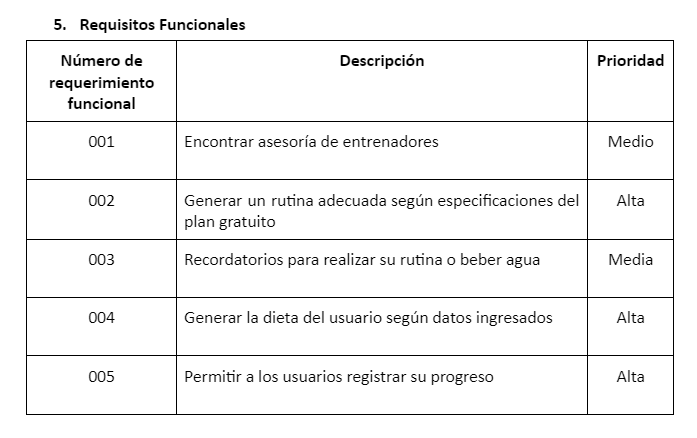 5. Requisitos Funcionales
Número de
requerimiento
funcional
Descripción
Prioridad
001
Encontrar asesoría de entrenadores
Medio
002
Generar un rutina adecuada según especificaciones del
plan gratuito
Alta
003
Recordatorios para realizar su rutina o beber agua
Media
004
Generar la dieta del usuario según datos ingresados
Alta
005
Permitir a los usuarios registrar su progreso
Alta